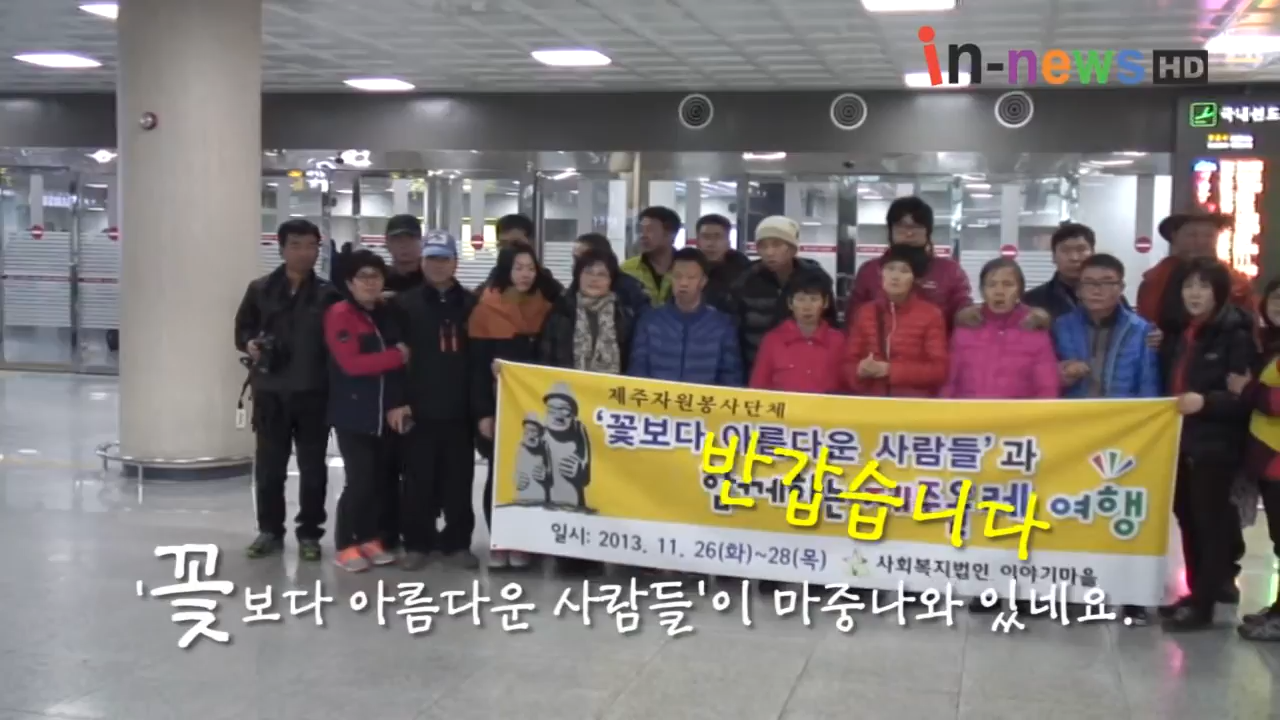 in-news HD
국내선도
제주자원봉사단체
‘꽃보다 아름다운 사람들’과
여행
반갑습니다
일시: 2013. 11. 26(화)~28(목)
사회복지법인 이야기마을
'꽃보다 아름다운 사람들'이 마중나와 있네요.